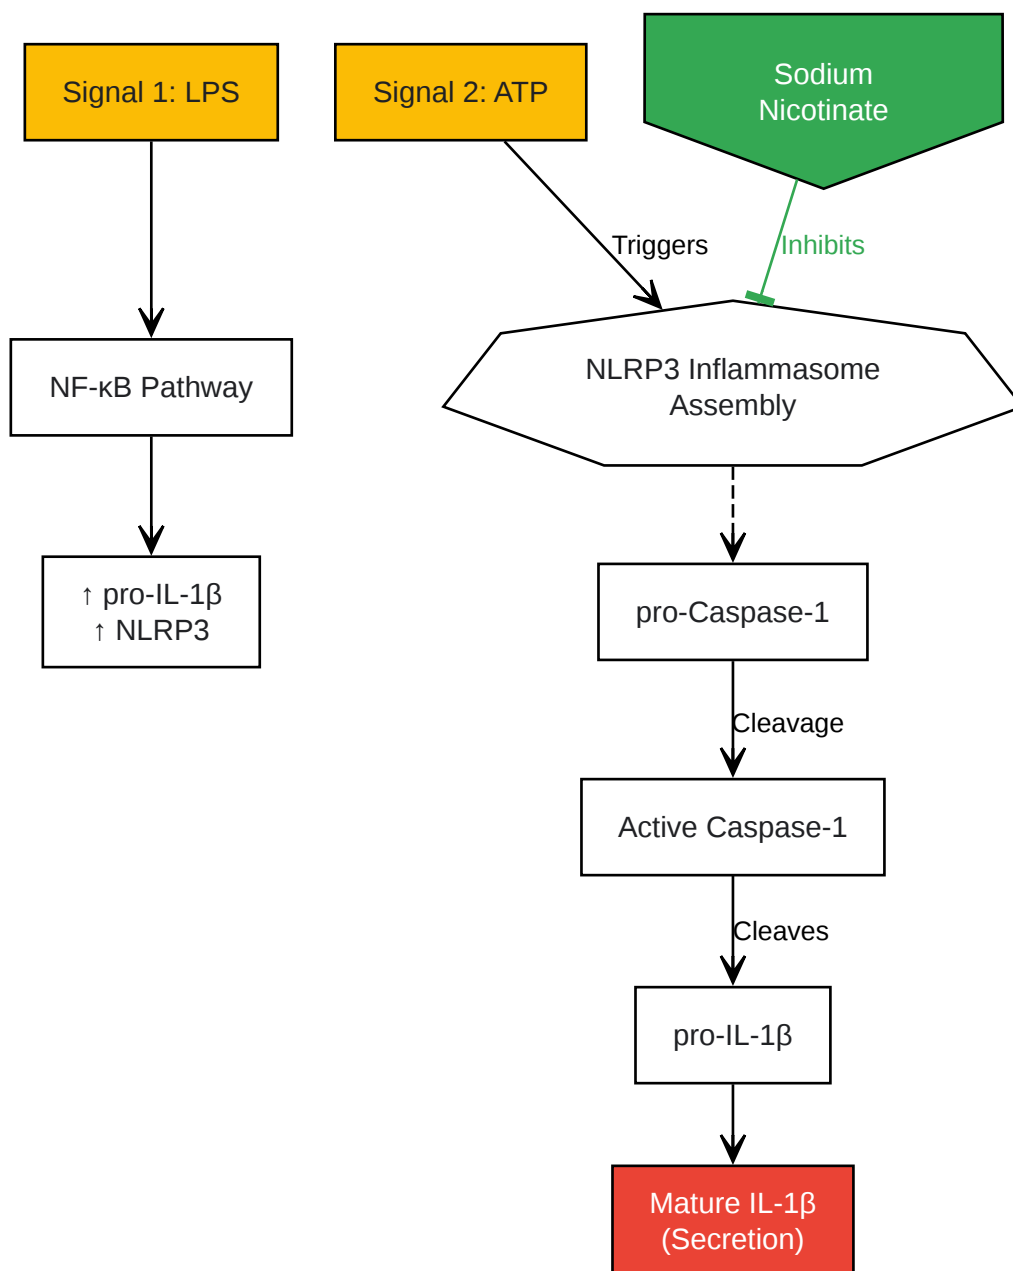 Signal 1: LPS
Signal 2: ATP
Sodium
Nicotinate
Triggers
Inhibits
NF-κB Pathway
NLRP3 Inflammasome
Assembly
↑ pro-IL-1β
↑ NLRP3
pro-Caspase-1
Cleavage
Active Caspase-1
Cleaves
pro-IL-1β
Mature IL-1β
(Secretion)